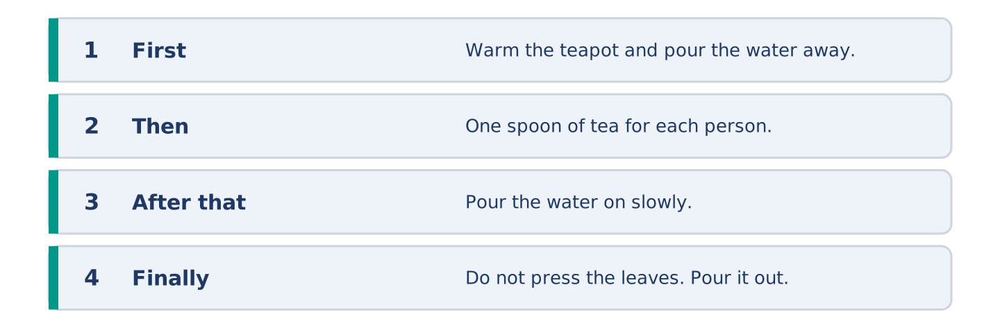 1 First Warm the teapot and pour the water away.
2 Then One spoon of tea for each person.
3 After that Pour the water on slowly.
4 Finally Do not press the leaves. Pour it out.